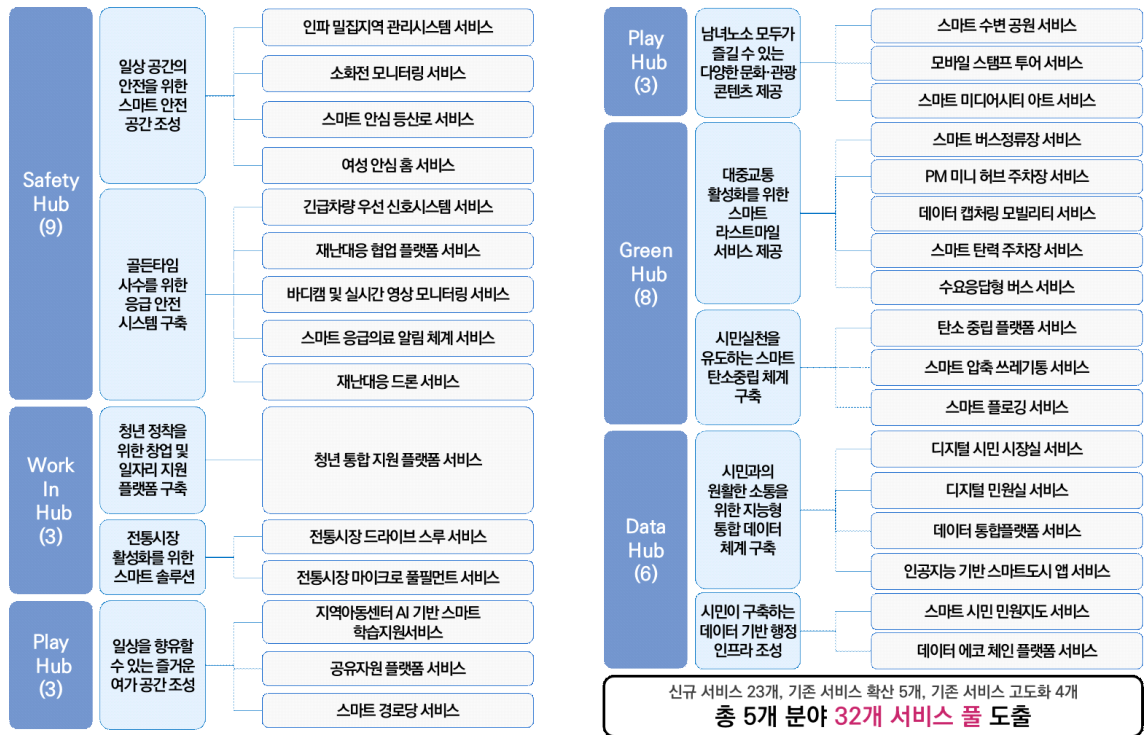 Safety
Hub
(9)
일상 공간의
안전을 위한
스마트 안전
공간 조성
인파 밀집지역 관리시스템 서비스
소화전 모니터링 서비스
스마트 안심 등산로 서비스
여성 안심 홈 서비스
골든타임
사수를 위한
응급 안전
시스템 구축
긴급차량 우선 신호시스템 서비스
재난대응 협업 플랫폼 서비스
바디캠 및 실시간 영상 모니터링 서비스
스마트 응급의료 알림 체계 서비스
재난대응 드론 서비스
Work
In
Hub
(3)
청년 정착을
위한 창업 및
일자리 지원
플랫폼 구축
청년 통합 지원 플랫폼 서비스
전통시장
활성화를 위한
스마트 솔루션
전통시장 드라이브 스루 서비스
전통시장 마이크로 풀필먼트 서비스
Play
Hub
(3)
일상을 향유할
수 있는 즐거운
여가 공간 조성
지역아동센터 AI 기반 스마트
학습지원서비스
공유자원 플랫폼 서비스
스마트 경로당 서비스
Play
Hub
(3)
남녀노소 모두가
즐길 수 있는
다양한 문화·관광
콘텐츠 제공
스마트 수변 공원 서비스
모바일 스탬프 투어 서비스
스마트 미디어시티 아트 서비스
Green
Hub
(8)
대중교통
활성화를 위한
스마트
라스트마일
서비스 제공
스마트 버스정류장 서비스
PM 미니 허브 주차장 서비스
데이터 캡처링 모빌리티 서비스
스마트 탄력 주차장 서비스
수요응답형 버스 서비스
시민실천을
유도하는 스마트
탄소중립 체계
구축
탄소 중립 플랫폼 서비스
스마트 압축 쓰레기통 서비스
스마트 플로깅 서비스
Data
Hub
(6)
시민과의
원활한 소통을
위한 지능형
통합 데이터
체계 구축
디지털 시민 시장실 서비스
디지털 민원실 서비스
데이터 통합플랫폼 서비스
인공지능 기반 스마트도시 앱 서비스
시민이 구축하는
데이터 기반 행정
인프라 조성
스마트 시민 민원지도 서비스
데이터 에코 체인 플랫폼 서비스
신규 서비스 23개, 기존 서비스 확산 5개, 기존 서비스 고도화 4개
총 5개 분야 32개 서비스 풀 도출